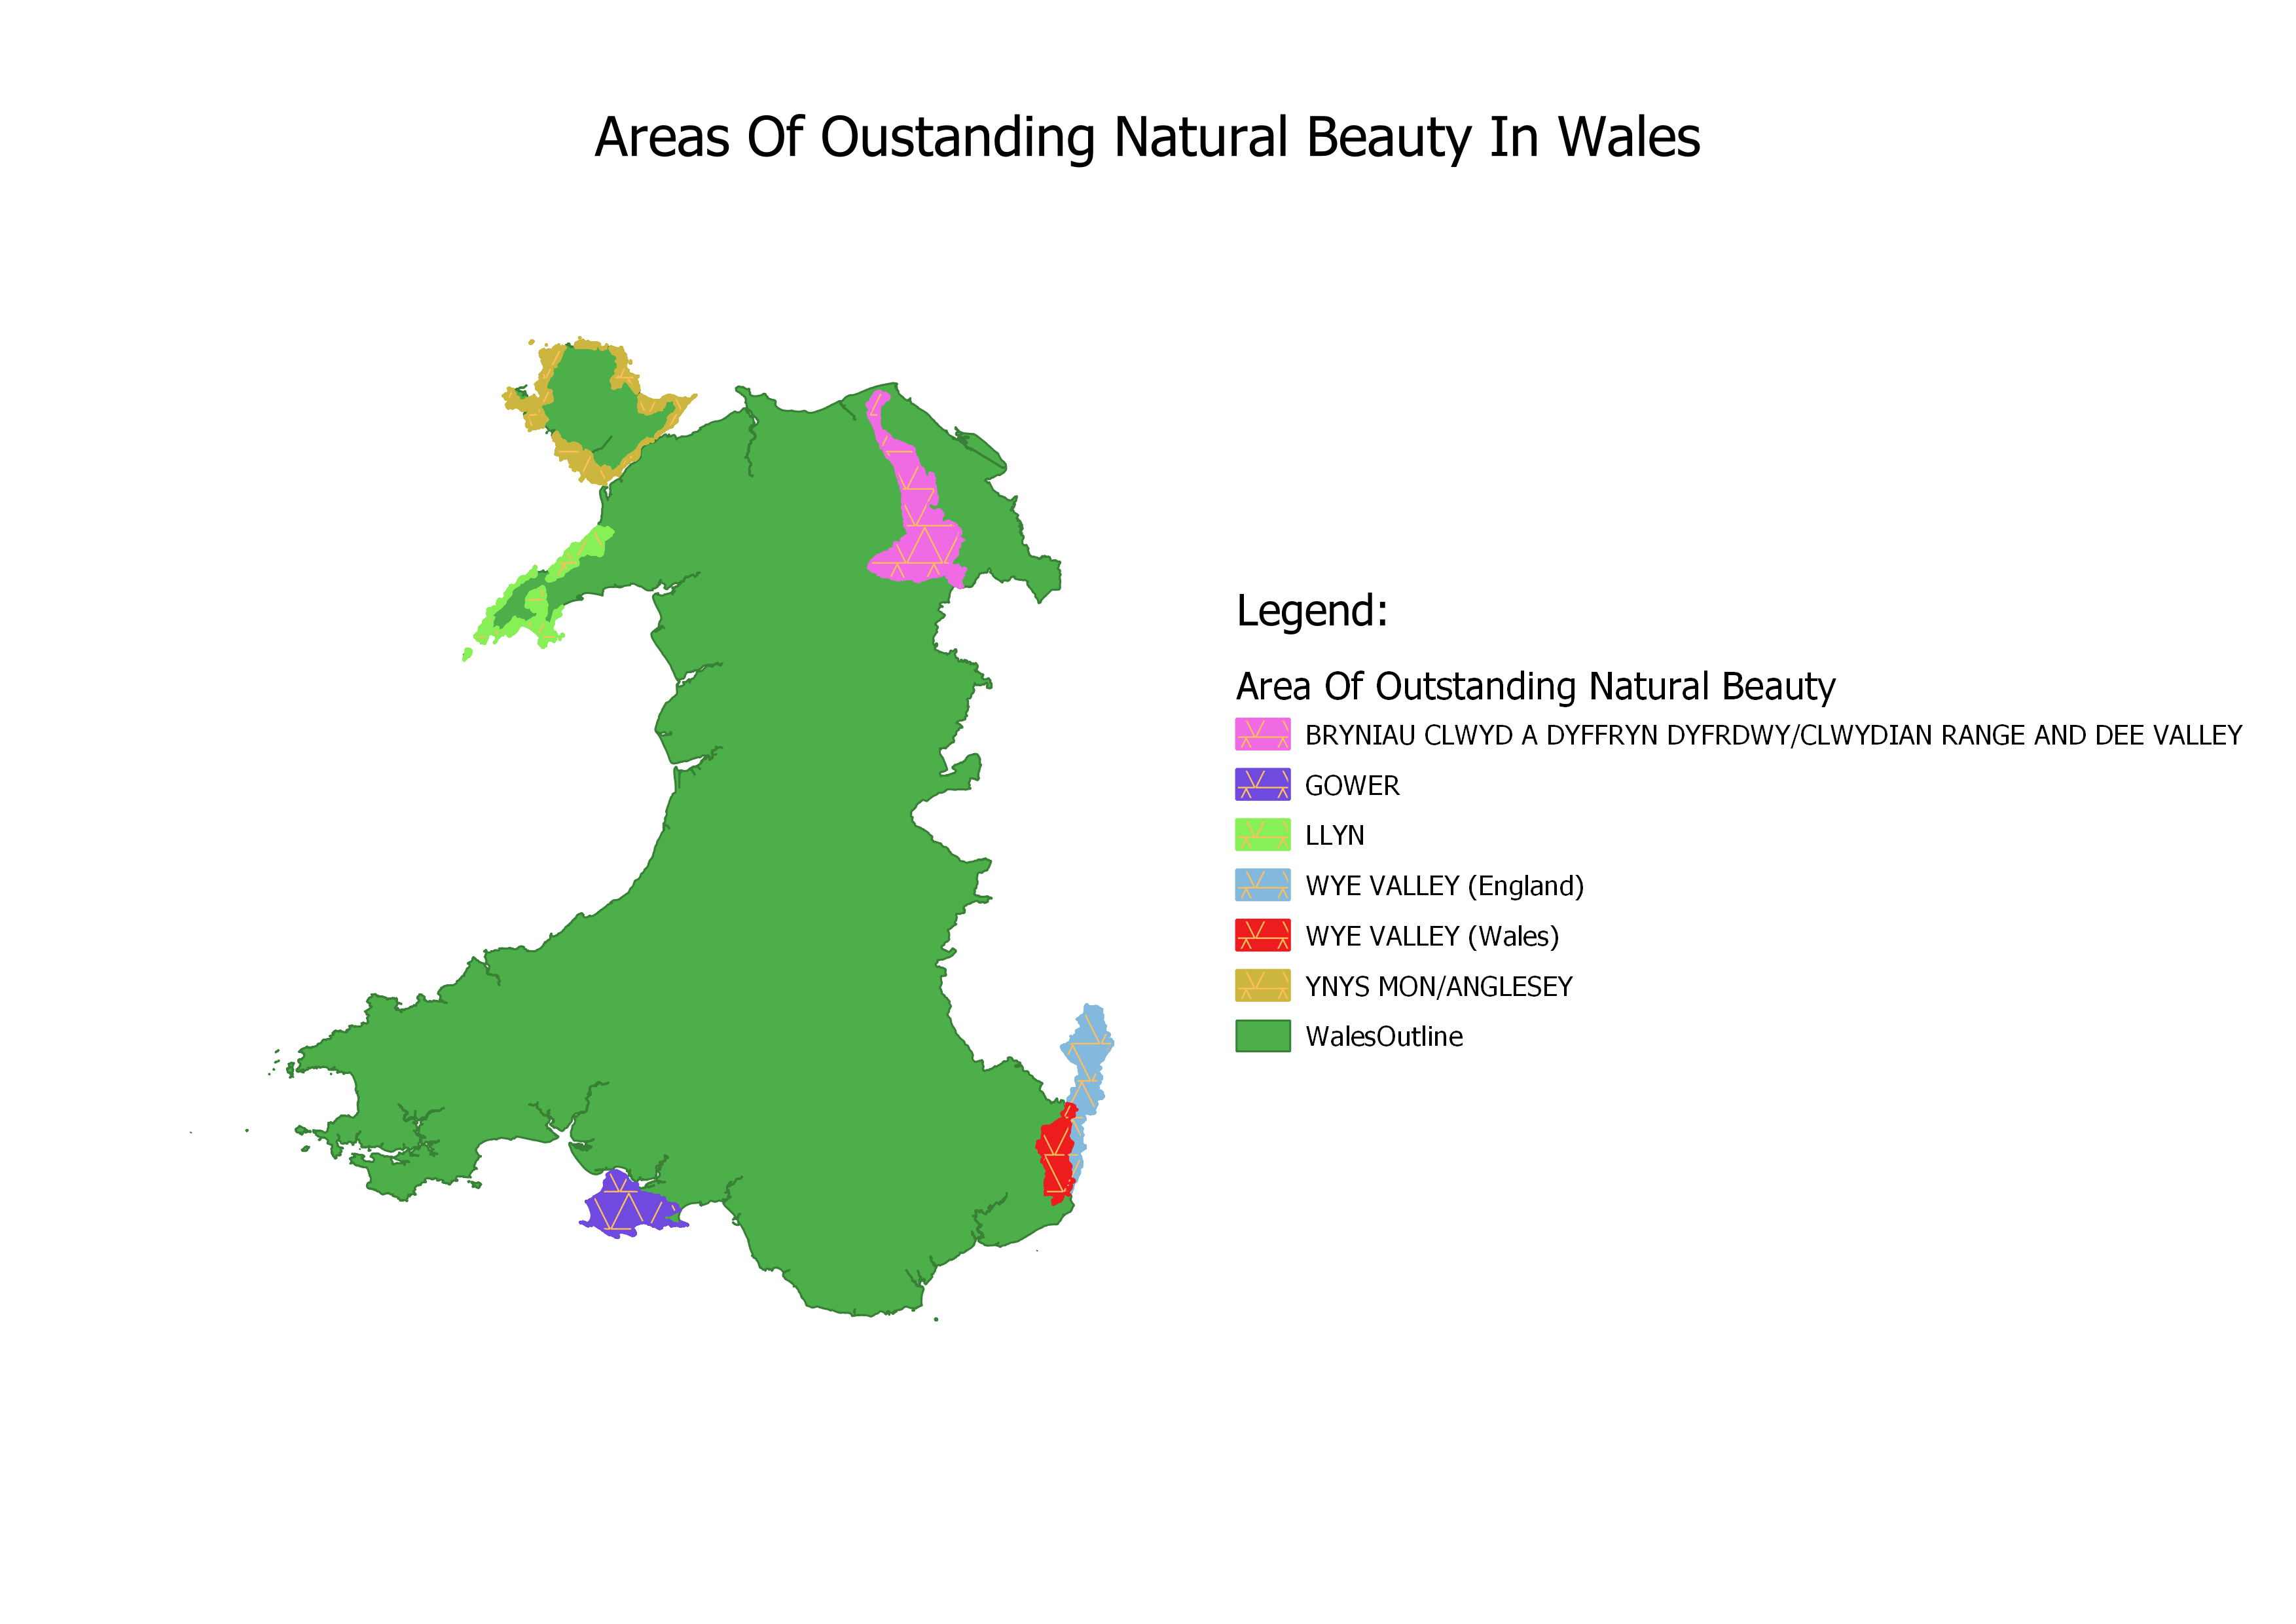 Areas Of Oustanding Natural Beauty In Wales
Legend:
Area Of Outstanding Natural Beauty
BRYNIAU CLWYD A DYFFRYN DYFRDWY/CLWYDIAN RANGE AND DEE VALLEY
GOWER
LLYN
WYE VALLEY (England)
WYE VALLEY (Wales)
YNYS MON/ANGLESEY
WalesOutline